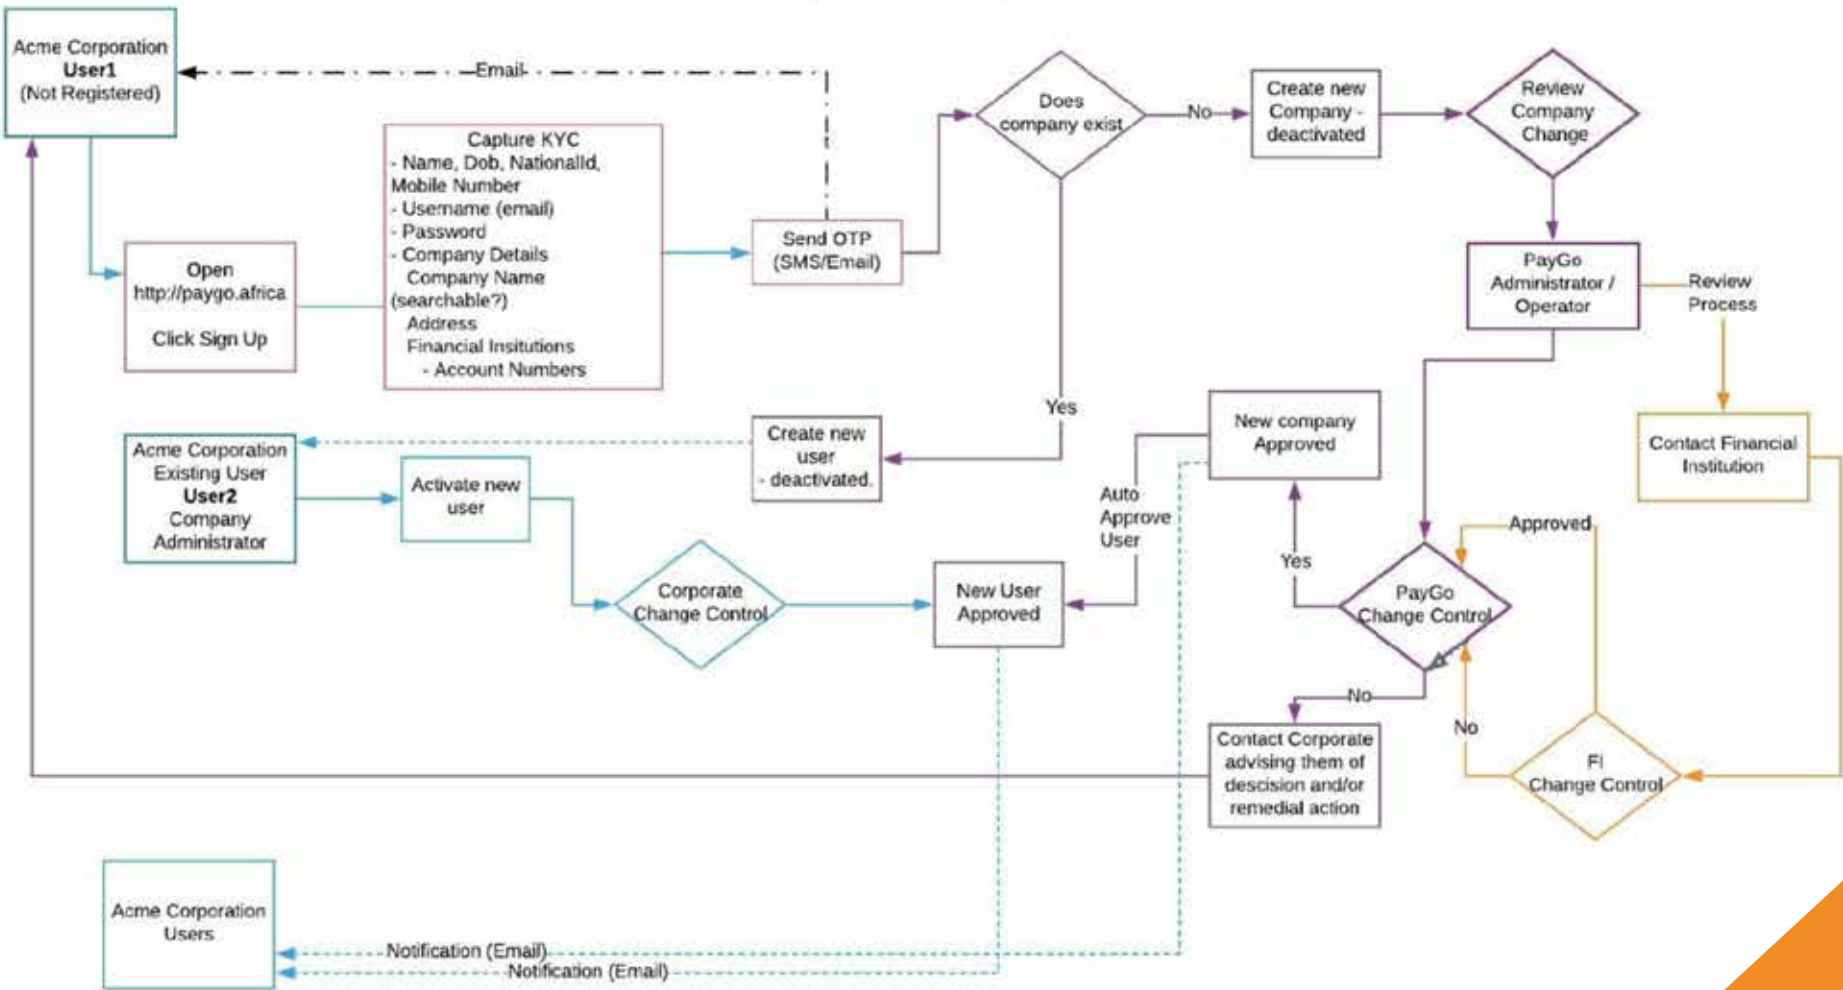 Acme Corporation
User1
(Not Registered)
Email
Open
http://paygo.africa
Click Sign Up
Capture KYC
- Name, Dob, NationalId,
Mobile Number
- Username (email)
- Password
- Company Details
Company Name
(searchable?)
Address
Financial Insitutions
- Account Numbers
Send OTP
(SMS/Email)
Does
company exist
No
Create new
Company -
deactivated
Review
Company
Change
PayGo
Administrator /
Operator
Review
Process
Contact Financial
Institution
Yes
Create new
user
- deactivated.
Acme Corporation
Existing User
User2
Company
Administrator
Activate new
user
Corporate
Change Control
New User
Approved
Auto
Approve
User
New company
Approved
Yes
PayGo
Change Control
Approved
No
No
FI
Change Control
Contact Corporate
advising them of
descision and/or
remedial action
Acme Corporation
Users
Notification (Email)
Notification (Email)